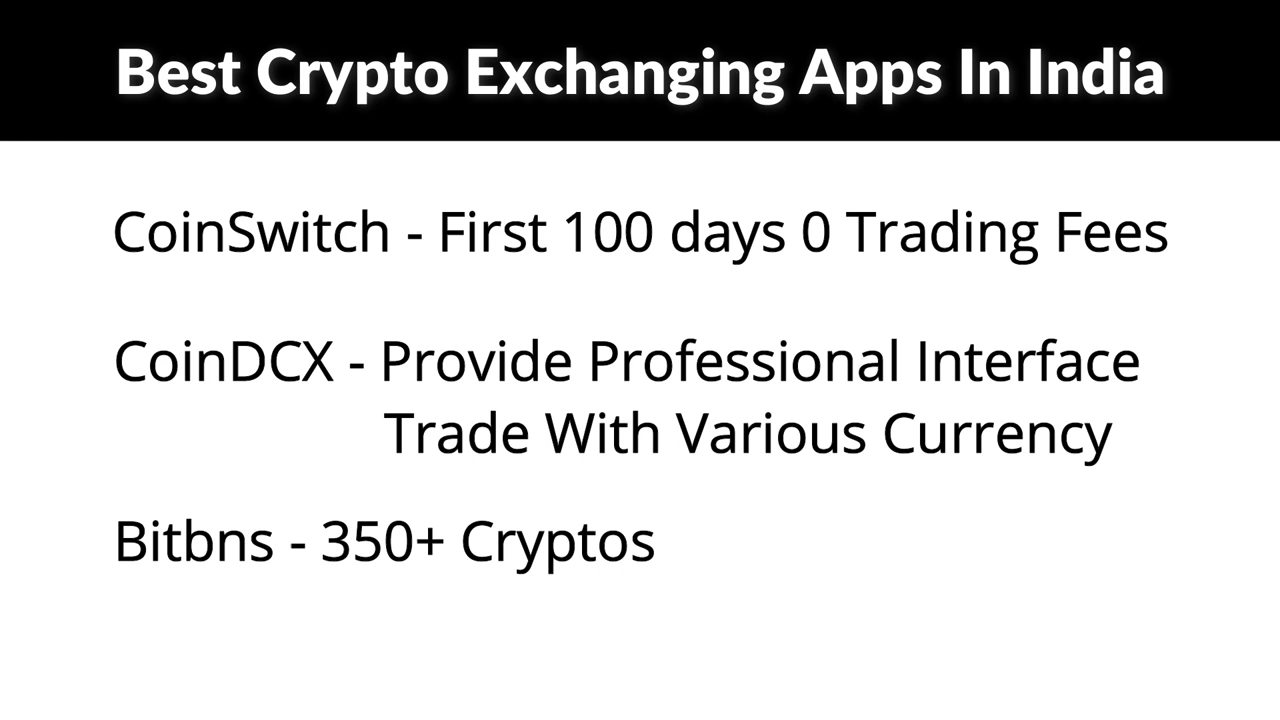 Best Crypto Exchanging Apps In India
CoinSwitch - First 100 days 0 Trading Fees
CoinDCX - Provide Professional Interface
Trade With Various Currency
Bitbns - 350+ Cryptos